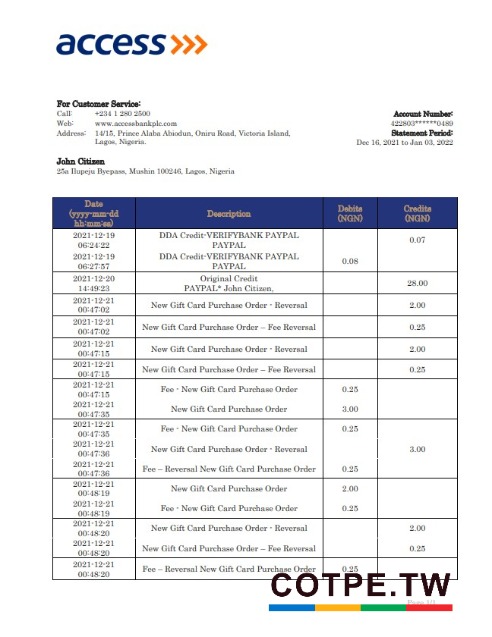 access
For Customer Service:
Call: +234 1 280 2500
Web: www.accessbankplc.com
Address: 14/15, Prince Alaba Abiodun, Oniru Road, Victoria Island,
Lagos, Nigeria.
Account Number:
422803******0489
Statement Period:
Dec 16, 2021 to Jan 03, 2022
John Citizen
25a Ilupeju Byepass, Mushin 100246, Lagos, Nigeria
Date (yyyy-mm-dd hh:mm:ss) Description Debits (NGN) Credits (NGN)
2021-12-19 06:24:22 DDA Credit-VERIFYBANK PAYPAL PAYPAL 0.07
2021-12-19 06:27:57 DDA Credit-VERIFYBANK PAYPAL PAYPAL 0.08
2021-12-20 14:49:23 Original Credit PAYPAL* John Citizen, 28.00
2021-12-21 00:47:02 New Gift Card Purchase Order - Reversal 2.00
2021-12-21 00:47:02 New Gift Card Purchase Order – Fee Reversal 0.25
2021-12-21 00:47:15 New Gift Card Purchase Order - Reversal 2.00
2021-12-21 00:47:15 New Gift Card Purchase Order – Fee Reversal 0.25
2021-12-21 00:47:15 Fee - New Gift Card Purchase Order 0.25
2021-12-21 00:47:35 New Gift Card Purchase Order 3.00
2021-12-21 00:47:35 Fee - New Gift Card Purchase Order 0.25
2021-12-21 00:47:36 New Gift Card Purchase Order - Reversal 3.00
2021-12-21 00:47:36 Fee – Reversal New Gift Card Purchase Order 0.25
2021-12-21 00:48:19 New Gift Card Purchase Order 2.00
2021-12-21 00:48:19 Fee - New Gift Card Purchase Order 0.25
2021-12-21 00:48:20 New Gift Card Purchase Order - Reversal 2.00
2021-12-21 00:48:20 New Gift Card Purchase Order – Fee Reversal 0.25
2021-12-21 00:48:20 Fee – Reversal New Gift Card Purchase Order 0.25
COTPE.TW